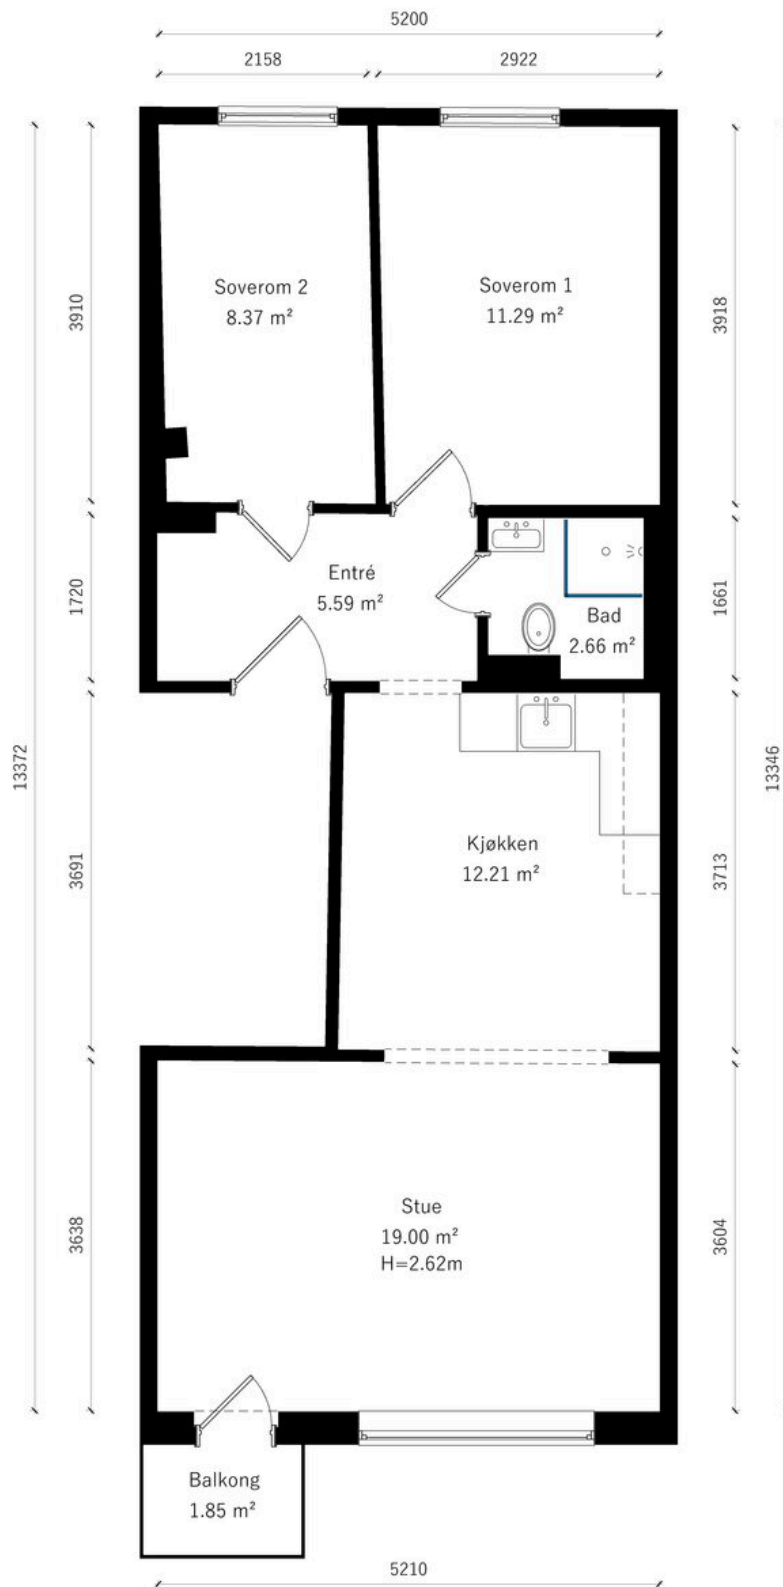 5200
2158
2922
3910
3918
Soverom 2
8.37 m²
Soverom 1
11.29 m²
1720
1661
Entré
5.59 m²
Bad
2.66 m²
13372
13346
3691
3713
Kjøkken
12.21 m²
3638
3604
Stue
19.00 m²
H=2.62m
Balkong
1.85 m²
5210